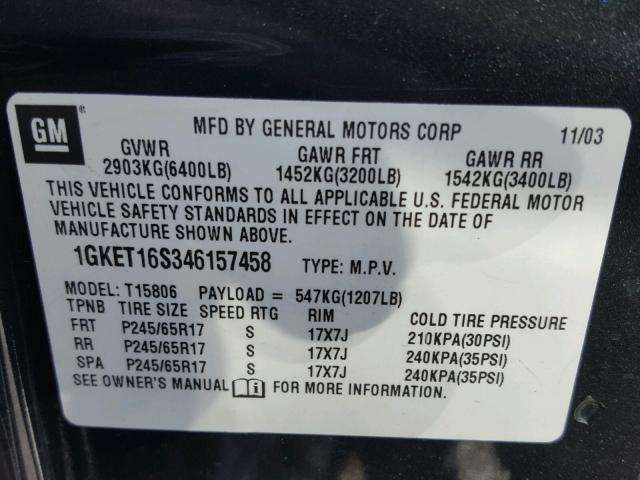 GM ®
MFD BY GENERAL MOTORS CORP 11/03
GVWR GAWR FRT GAWR RR
2903KG(6400LB) 1452KG(3200LB) 1542KG(3400LB)
THIS VEHICLE CONFORMS TO ALL APPLICABLE U.S. FEDERAL MOTOR
VEHICLE SAFETY STANDARDS IN EFFECT ON THE DATE OF
MANUFACTURE SHOWN ABOVE.
1GKET16S346157458 TYPE: M.P.V.
MODEL: T15806 PAYLOAD = 547KG(1207LB)
TPNB TIRE SIZE SPEED RTG RIM COLD TIRE PRESSURE
FRT P245/65R17 S 17X7J 210KPA(30PSI)
RR P245/65R17 S 17X7J 240KPA(35PSI)
SPA P245/65R17 S 17X7J 240KPA(35PSI)
SEE OWNER'S MANUAL FOR MORE INFORMATION.